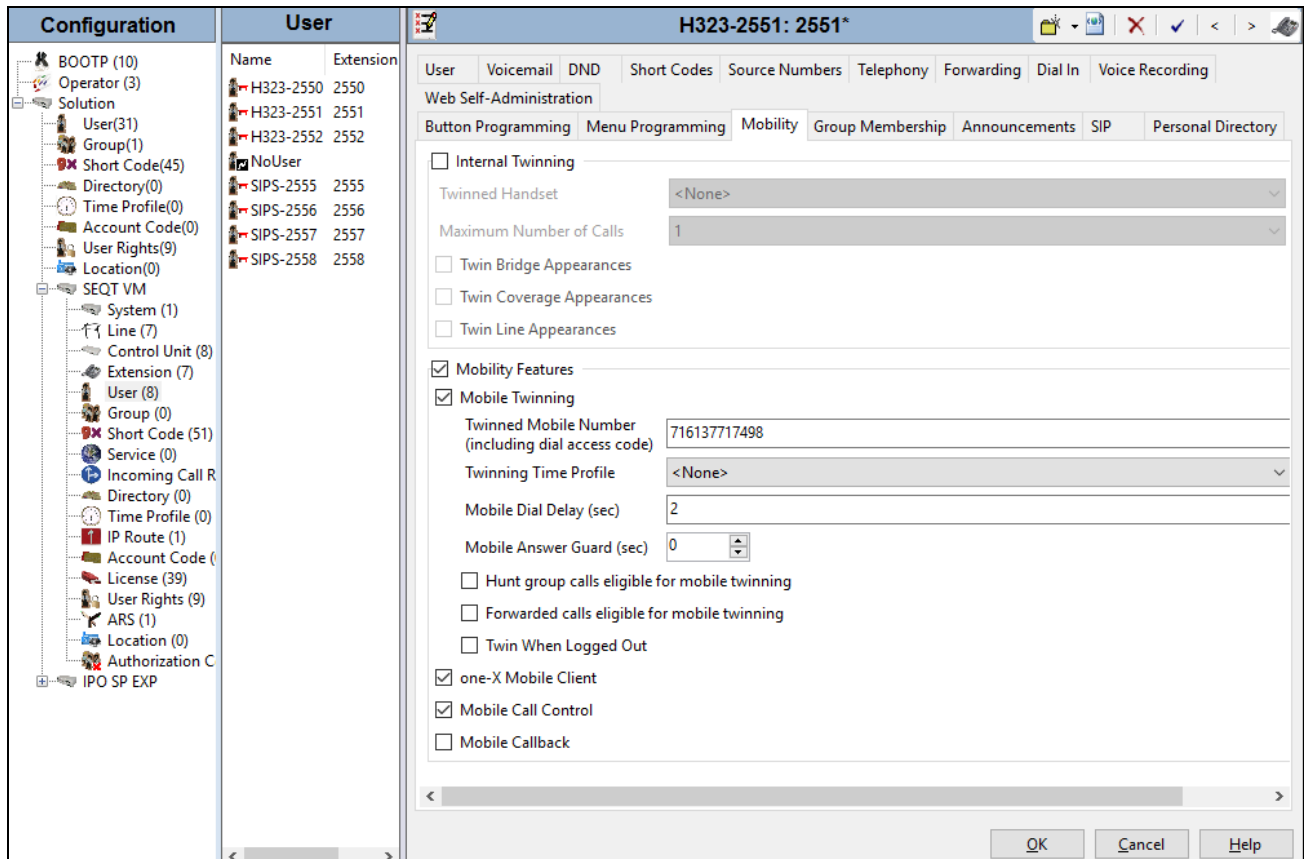 Configuration
BOOTP (10)
Operator (3)
Solution
User(31)
Group(1)
Short Code(45)
Directory(0)
Time Profile(0)
Account Code(0)
User Rights(9)
Location(0)
SEQT VM
System (1)
Line (7)
Control Unit (8)
Extension (7)
User (8)
Group (0)
Short Code (51)
Service (0)
Incoming Call R
Directory (0)
Time Profile (0)
IP Route (1)
Account Code (
License (39)
User Rights (9)
ARS (1)
Location (0)
Authorization C
IPO SP EXP
User
Name Extension
H323-2550 2550
H323-2551 2551
H323-2552 2552
NoUser
SIPS-2555 2555
SIPS-2556 2556
SIPS-2557 2557
SIPS-2558 2558
H323-2551: 2551*
User Voicemail DND Short Codes Source Numbers Telephony Forwarding Dial In Voice Recording
Web Self-Administration
Button Programming Menu Programming Mobility Group Membership Announcements SIP Personal Directory
Internal Twinning
Twinned Handset <None>
Maximum Number of Calls 1
Twin Bridge Appearances
Twin Coverage Appearances
Twin Line Appearances
Mobility Features
Mobile Twinning
Twinned Mobile Number
(including dial access code) 716137717498
Twinning Time Profile <None>
Mobile Dial Delay (sec) 2
Mobile Answer Guard (sec) 0
Hunt group calls eligible for mobile twinning
Forwarded calls eligible for mobile twinning
Twin When Logged Out
one-X Mobile Client
Mobile Call Control
Mobile Callback
OK Cancel Help